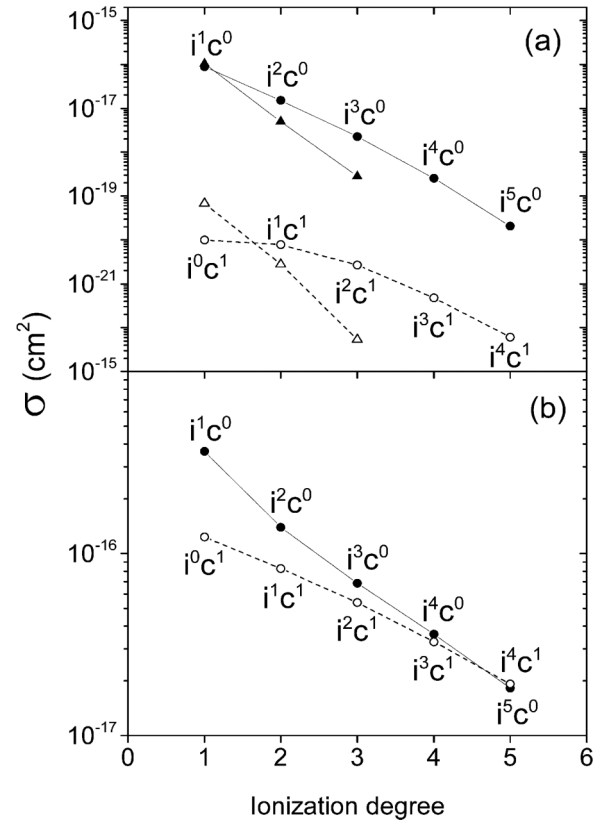 10⁻¹⁵
(a)
i¹c⁰
i²c⁰
10⁻¹⁷
i³c⁰
i⁴c⁰
10⁻¹⁹
i⁵c⁰
i¹c¹
i⁰c¹
10⁻²¹
i²c¹
i³c¹
i⁴c¹
10⁻¹⁵
σ (cm²)
(b)
i¹c⁰
i²c⁰
10⁻¹⁶
i⁰c¹
i³c⁰
i¹c¹
i⁴c⁰
i²c¹
i³c¹
i⁴c¹
i⁵c⁰
10⁻¹⁷
0 1 2 3 4 5 6
Ionization degree